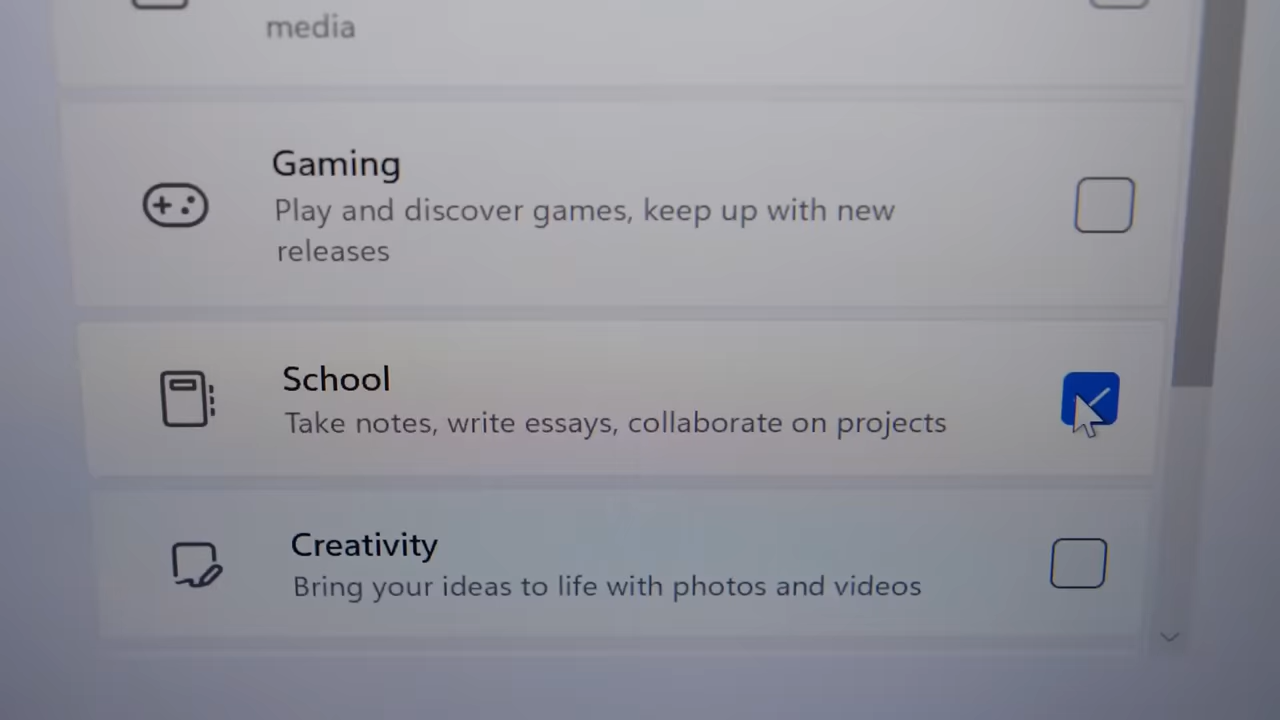 media
Gaming
Play and discover games, keep up with new
releases
School
Take notes, write essays, collaborate on projects
Creativity
Bring your ideas to life with photos and videos